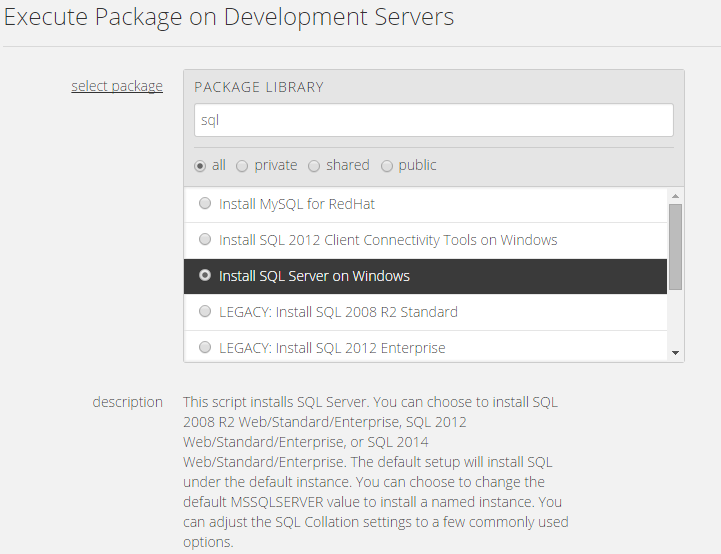 Execute Package on Development Servers
select package
PACKAGE LIBRARY
sql
all private shared public
Install MySQL for RedHat
Install SQL 2012 Client Connectivity Tools on Windows
Install SQL Server on Windows
LEGACY: Install SQL 2008 R2 Standard
LEGACY: Install SQL 2012 Enterprise
description
This script installs SQL Server. You can choose to install SQL
2008 R2 Web/Standard/Enterprise, SQL 2012
Web/Standard/Enterprise, or SQL 2014
Web/Standard/Enterprise. The default setup will install SQL
under the default instance. You can choose to change the
default MSSQLSERVER value to install a named instance. You
can adjust the SQL Collation settings to a few commonly used
options.